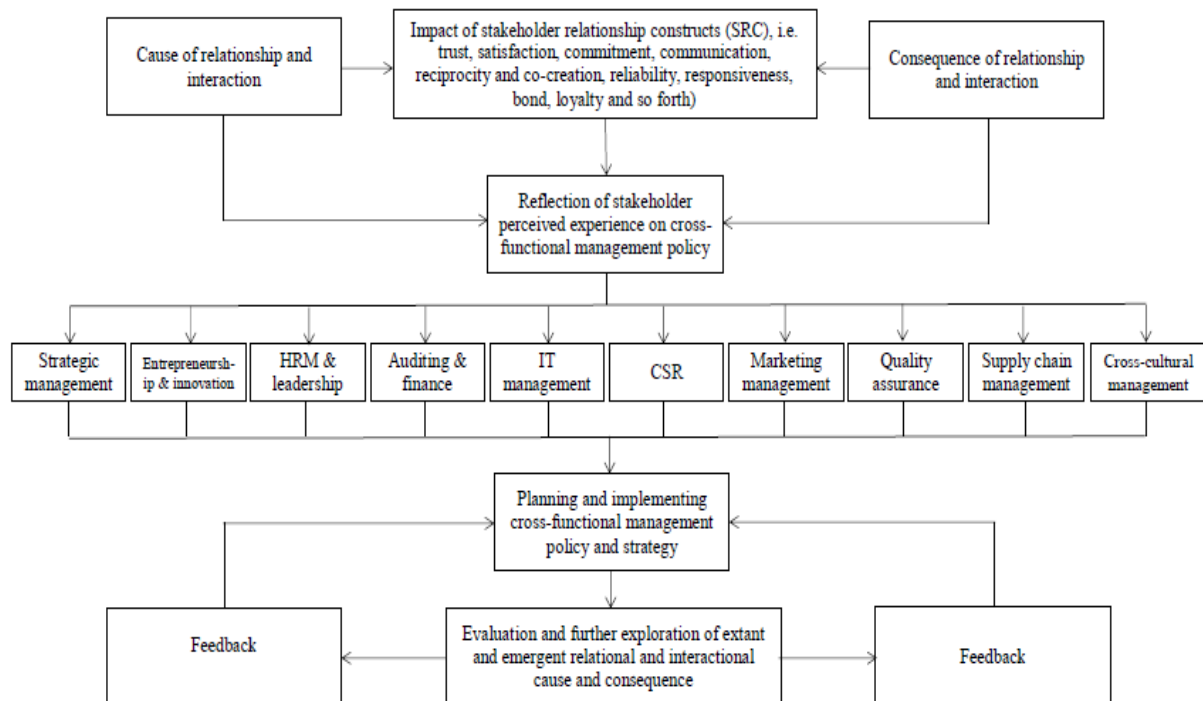 Cause of relationship and
interaction
Impact of stakeholder relationship constructs (SRC), i.e.
trust, satisfaction, commitment, communication,
reciprocity and co-creation, reliability, responsiveness,
bond, loyalty and so forth)
Consequence of relationship
and interaction
Reflection of stakeholder
perceived experience on cross-
functional management policy
Strategic
management
Entrepreneursh-
ip & innovation
HRM &
leadership
Auditing &
finance
IT
management
CSR
Marketing
management
Quality
assurance
Supply chain
management
Cross-cultural
management
Planning and implementing
cross-functional management
policy and strategy
Feedback
Evaluation and further exploration of extant
and emergent relational and interactional
cause and consequence
Feedback